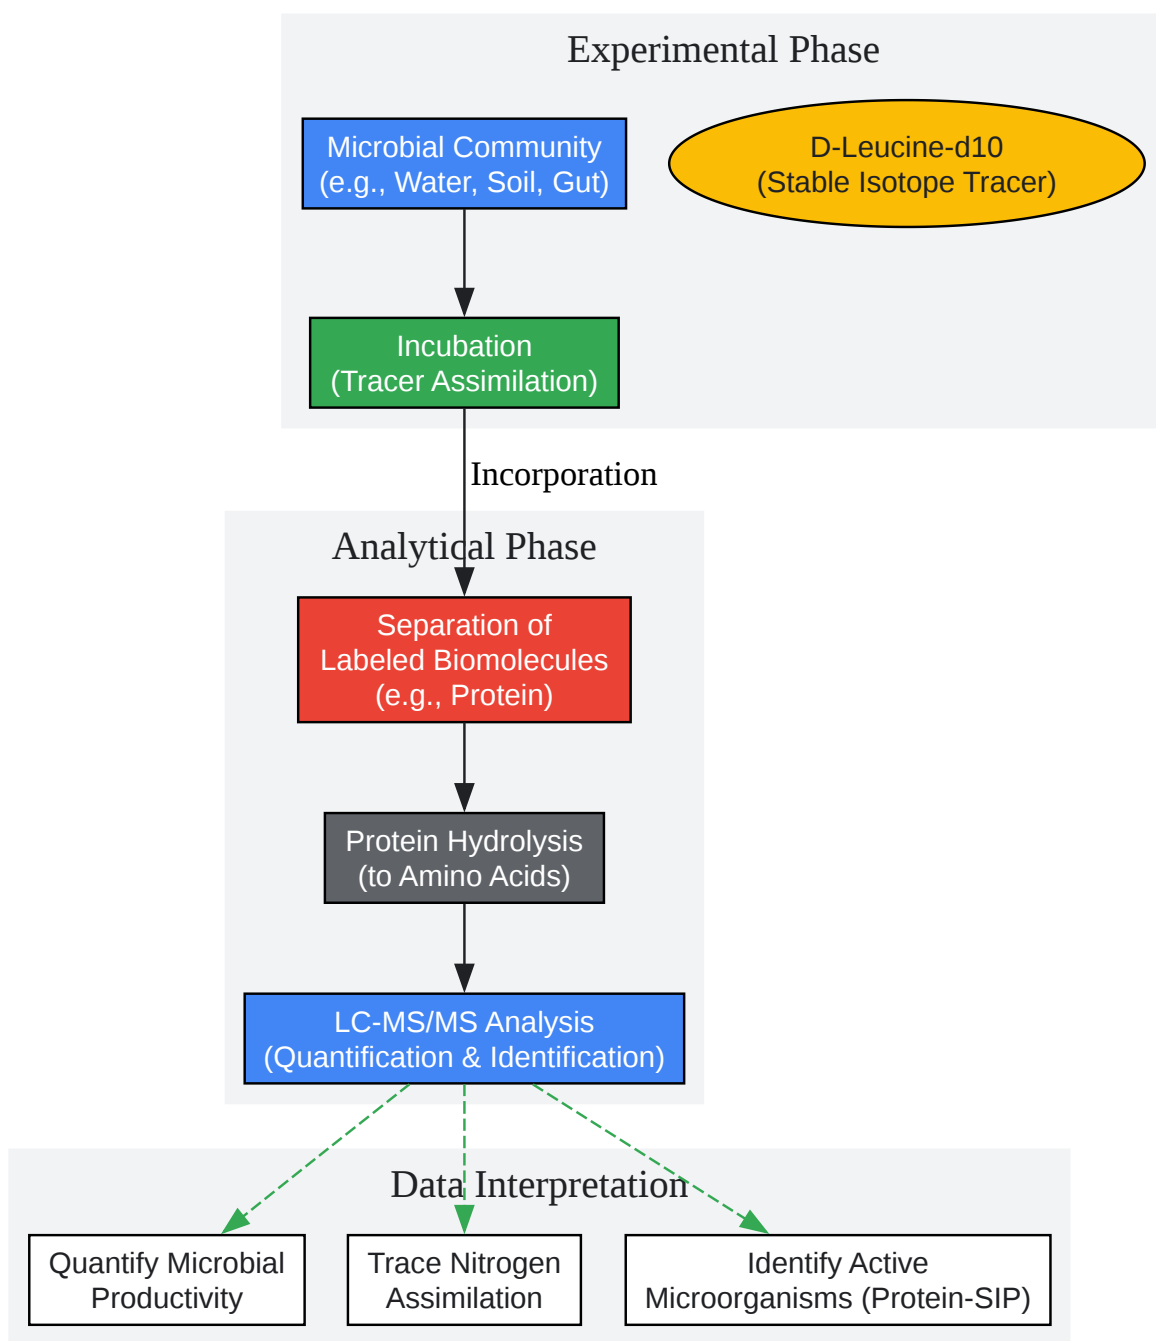 Experimental Phase
Microbial Community
(e.g., Water, Soil, Gut)
D-Leucine-d10
(Stable Isotope Tracer)
Incubation
(Tracer Assimilation)
Incorporation
Analytical Phase
Separation of
Labeled Biomolecules
(e.g., Protein)
Protein Hydrolysis
(to Amino Acids)
LC-MS/MS Analysis
(Quantification & Identification)
Data Interpretation
Quantify Microbial
Productivity
Trace Nitrogen
Assimilation
Identify Active
Microorganisms (Protein-SIP)